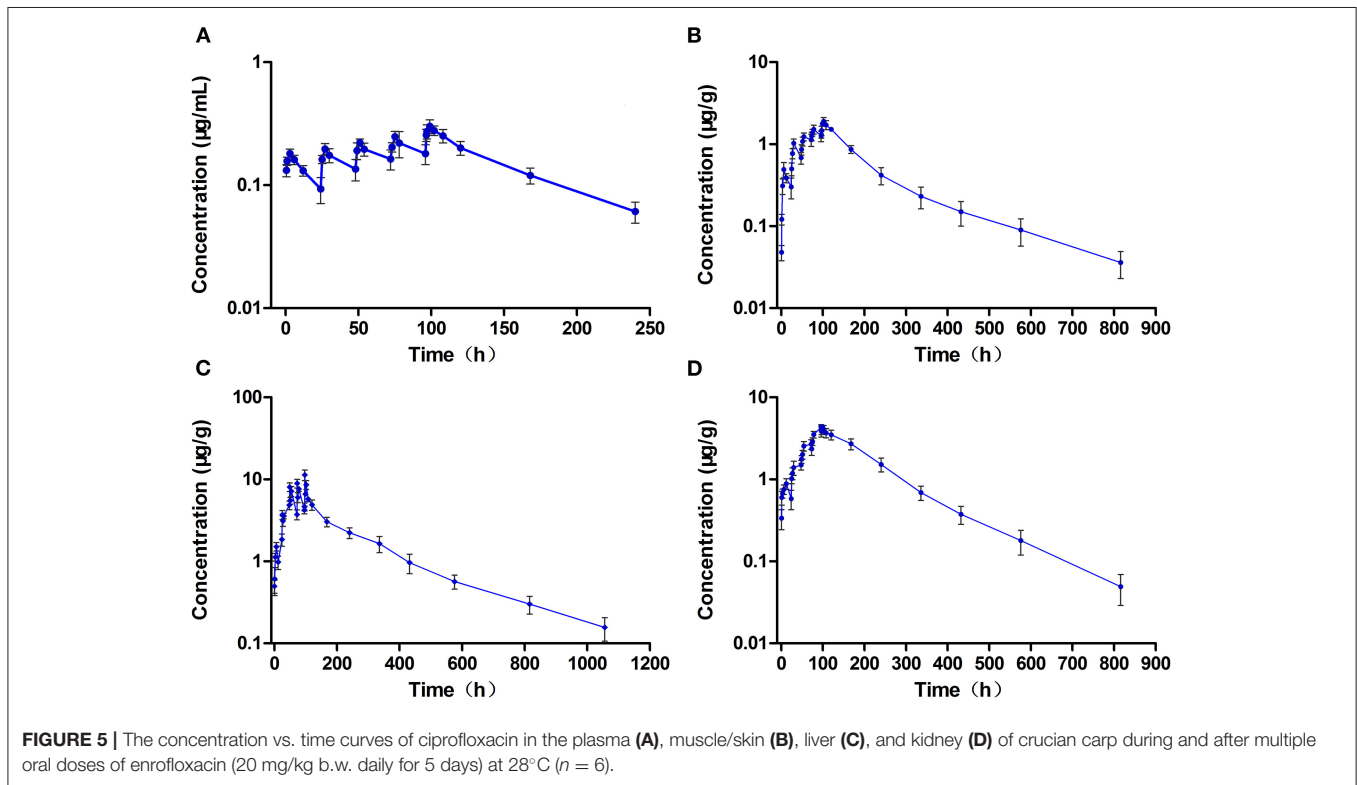 A
Concentration (µg/mL)
1
0.1
0.01
0 50 100 150 200 250
Time (h)
B
Concentration (µg/g)
10
1
0.1
0.01
0 100 200 300 400 500 600 700 800 900
Time (h)
C
Concentration (µg/g)
100
10
1
0.1
0 200 400 600 800 1000 1200
Time (h)
D
Concentration (µg/g)
10
1
0.1
0.01
0 100 200 300 400 500 600 700 800 900
Time (h)
FIGURE 5 | The concentration vs. time curves of ciprofloxacin in the plasma (A), muscle/skin (B), liver (C), and kidney (D) of crucian carp during and after multiple
oral doses of enrofloxacin (20 mg/kg b.w. daily for 5 days) at 28°C (n = 6).